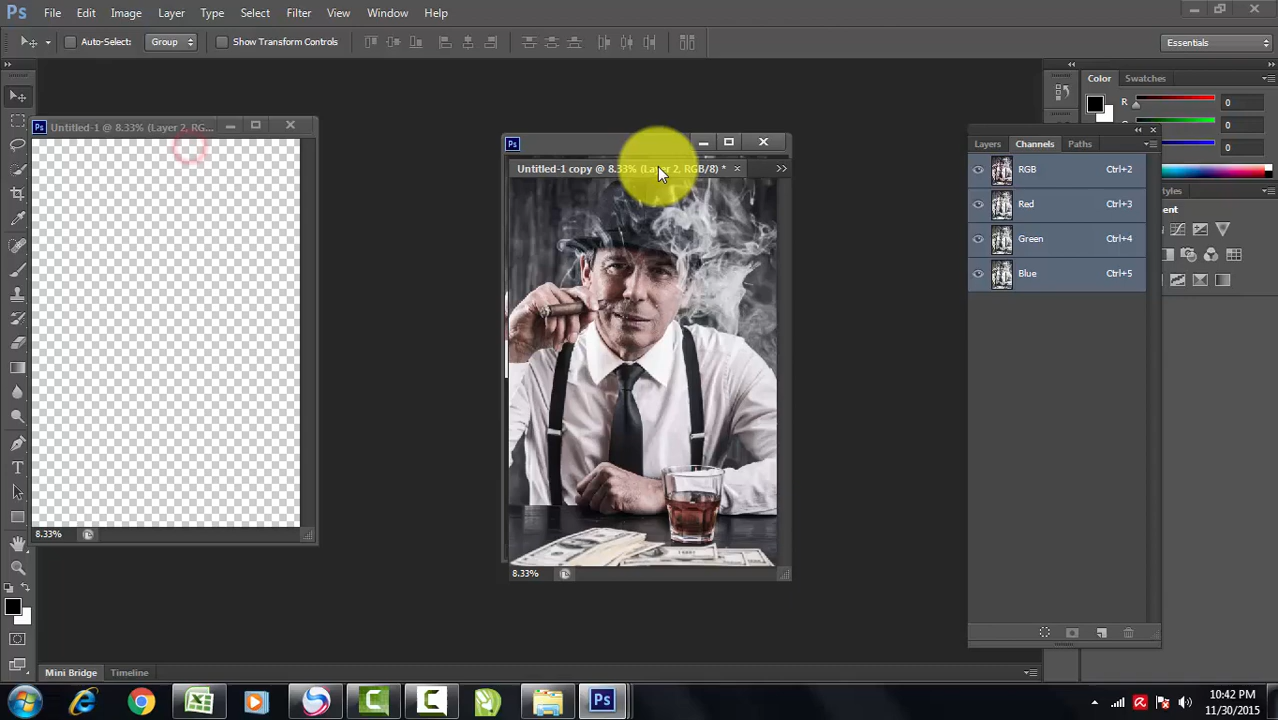 Ps File Edit Image Layer Type Select Filter View Window Help
Auto-Select: Group Show Transform Controls Essentials
Untitled-1 @ 8.33% (Layer 2, RG...
Untitled-1 copy @ 8.33% (Layer 2, RGB/8) *
8.33%
8.33%
Color Swatches
R 0
G 0
B 0
Layers Channels Paths
RGB Ctrl+2
Red Ctrl+3
Green Ctrl+4
Blue Ctrl+5
Mini Bridge Timeline
Ps
10:42 PM
11/30/2015